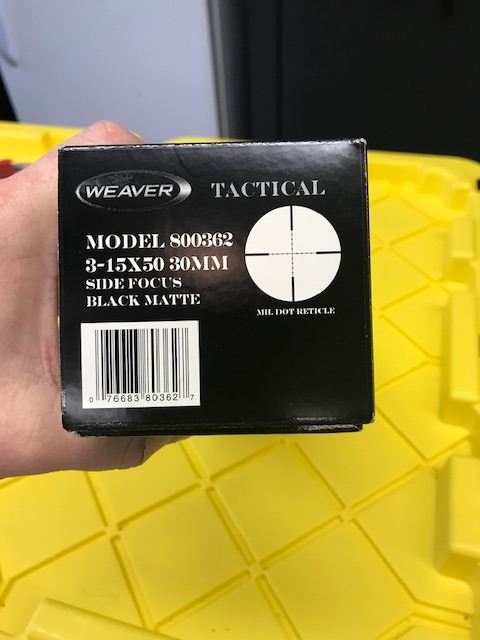 WEAVER TACTICAL
MODEL 800362
3-15X50 30MM
SIDE FOCUS
BLACK MATTE
MIL DOT RETICLE
0 76683 80362 7